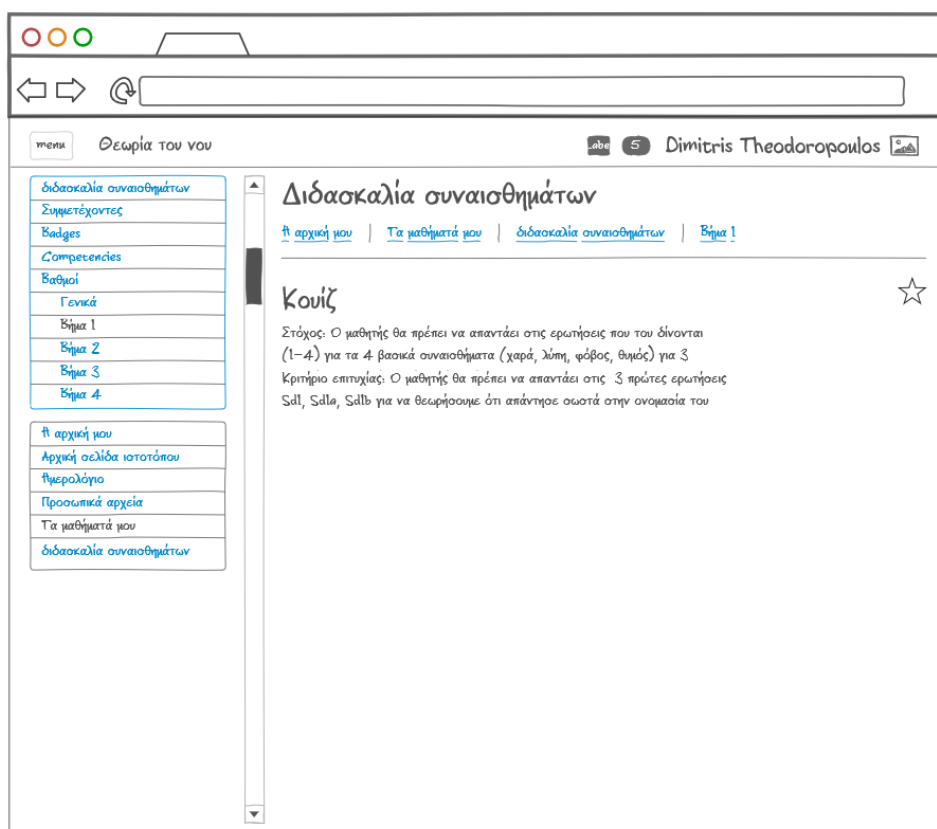 menu Θεωρία του νου Label 5 Dimitris Theodoropoulos
διδασκαλία συναισθημάτων
Συμμετέχοντες
Badges
Competencies
Βαθμοί
Γενικά
Βήμα 1
Βήμα 2
Βήμα 3
Βήμα 4
Η αρχική μου
Αρχική σελίδα ιστοτόπου
Ημερολόγιο
Προσωπικά αρχεία
Τα μαθήματά μου
διδασκαλία συναισθημάτων
Διδασκαλία συναισθημάτων
Η αρχική μου | Τα μαθήματά μου | διδασκαλία συναισθημάτων | Βήμα 1
Κουίζ
Στόχος: Ο μαθητής θα πρέπει να απαντάει στις ερωτήσεις που του δίνονται
(1-4) για τα 4 βασικά συναισθήματα (χαρά, λύπη, φόβος, θυμός) για 3
Κριτήριο επιτυχίας: Ο μαθητής θα πρέπει να απαντάει στις 3 πρώτες ερωτήσεις
Sd1, Sd1a, Sd1b για να θεωρήσουμε ότι απάντησε σωστά στην ονομασία του